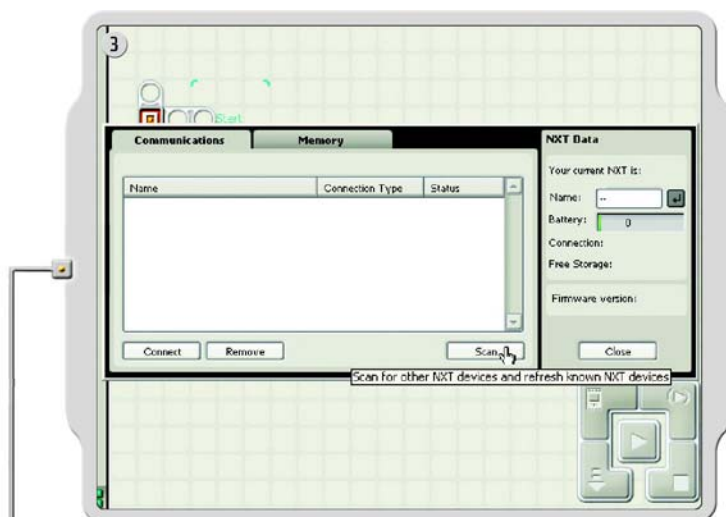 3
Start
Communications
Memory
NXT Data
Name
Connection Type
Status
Your current NXT is:
Name: --
Battery: 0
Connection:
Free Storage:
Firmware version:
Connect
Remove
Scan
Close
Scan for other NXT devices and refresh known NXT devices